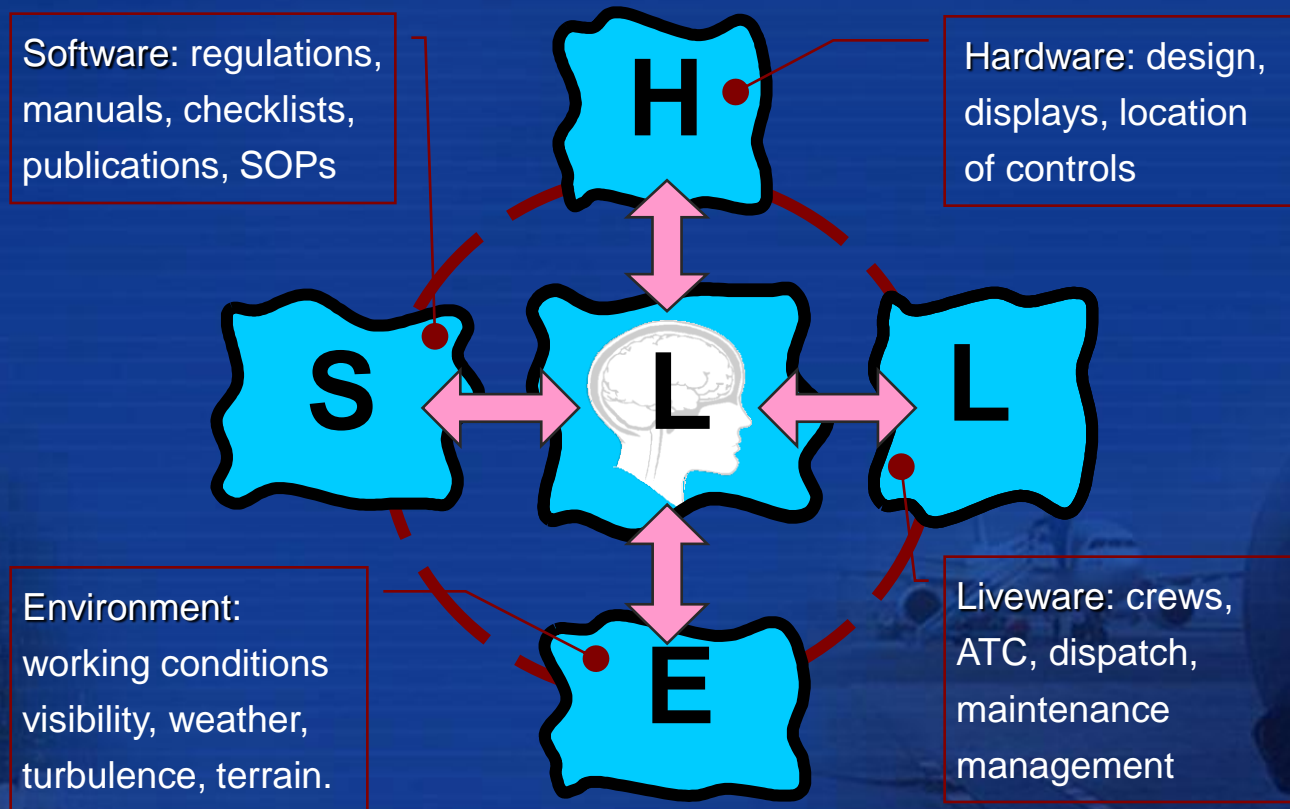 Software: regulations,
manuals, checklists,
publications, SOPs
H
Hardware: design,
displays, location
of controls
S
L
L
Environment:
working conditions
visibility, weather,
turbulence, terrain.
E
Liveware: crews,
ATC, dispatch,
maintenance
management